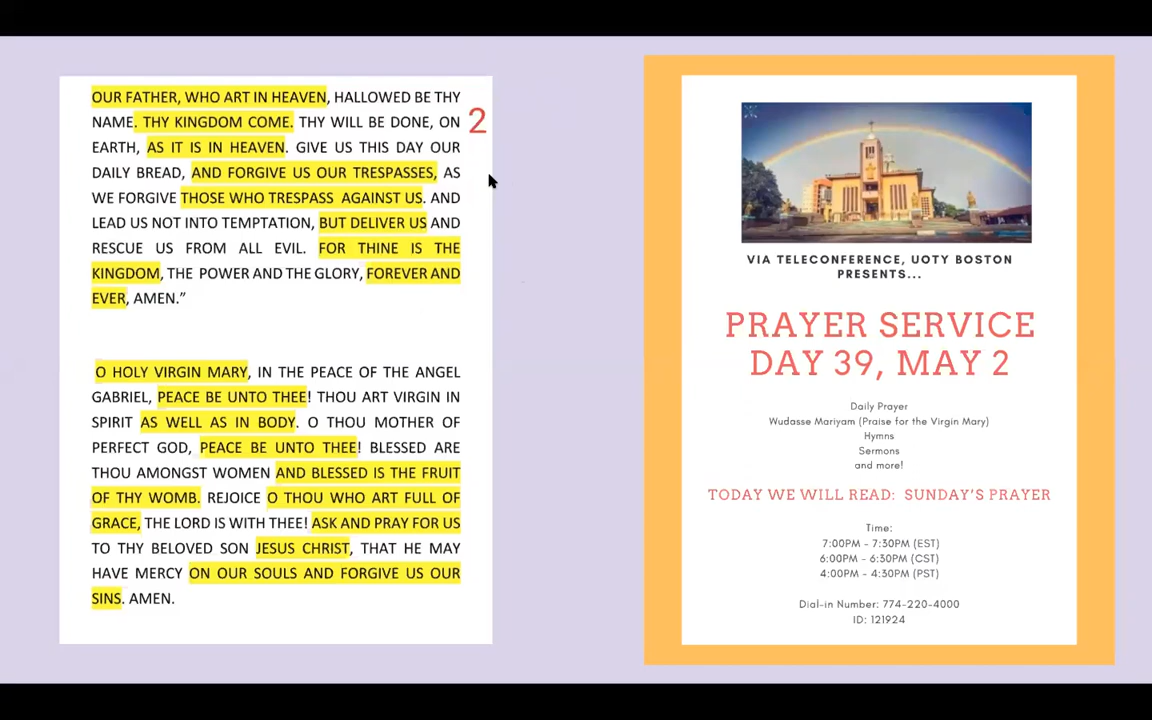 OUR FATHER, WHO ART IN HEAVEN, HALLOWED BE THY
NAME. THY KINGDOM COME. THY WILL BE DONE, ON
EARTH, AS IT IS IN HEAVEN. GIVE US THIS DAY OUR
DAILY BREAD, AND FORGIVE US OUR TRESPASSES, AS
WE FORGIVE THOSE WHO TRESPASS AGAINST US. AND
LEAD US NOT INTO TEMPTATION, BUT DELIVER US AND
RESCUE US FROM ALL EVIL. FOR THINE IS THE
KINGDOM, THE POWER AND THE GLORY, FOREVER AND
EVER, AMEN.”
2
O HOLY VIRGIN MARY, IN THE PEACE OF THE ANGEL
GABRIEL, PEACE BE UNTO THEE! THOU ART VIRGIN IN
SPIRIT AS WELL AS IN BODY. O THOU MOTHER OF
PERFECT GOD, PEACE BE UNTO THEE! BLESSED ARE
THOU AMONGST WOMEN AND BLESSED IS THE FRUIT
OF THY WOMB. REJOICE O THOU WHO ART FULL OF
GRACE, THE LORD IS WITH THEE! ASK AND PRAY FOR US
TO THY BELOVED SON JESUS CHRIST, THAT HE MAY
HAVE MERCY ON OUR SOULS AND FORGIVE US OUR
SINS. AMEN.
VIA TELECONFERENCE, UOTY BOSTON
PRESENTS...
PRAYER SERVICE
DAY 39, MAY 2
Daily Prayer
Wudasse Mariyam (Praise for the Virgin Mary)
Hymns
Sermons
and more!
TODAY WE WILL READ: SUNDAY'S PRAYER
Time:
7:00PM - 7:30PM (EST)
6:00PM - 6:30PM (CST)
4:00PM - 4:30PM (PST)
Dial-in Number: 774-220-4000
ID: 121924